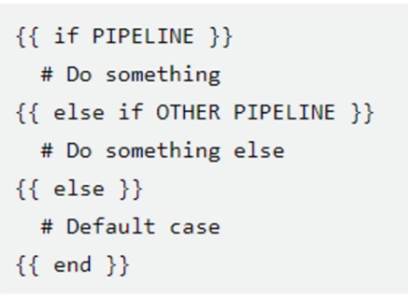 {{ if PIPELINE }}
  # Do something
{{ else if OTHER PIPELINE }}
  # Do something else
{{ else }}
  # Default case
{{ end }}